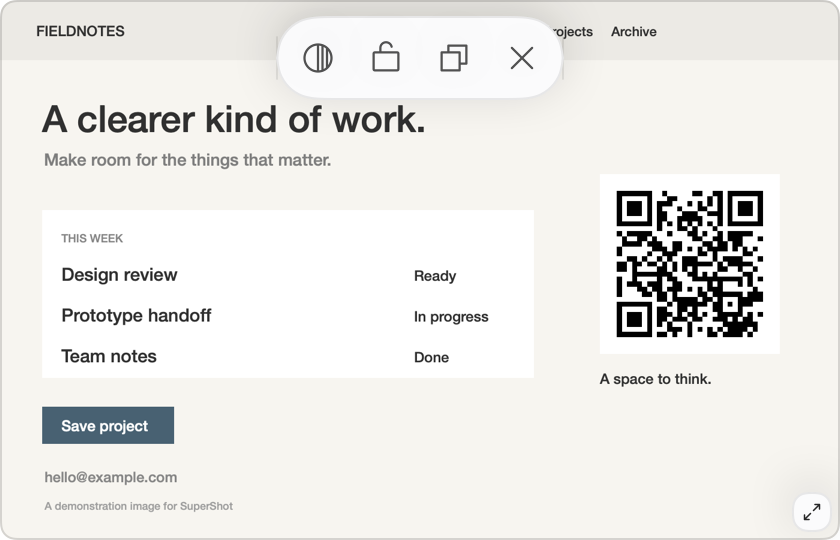 FIELDNOTES
Archive
A clearer kind of work.
Make room for the things that matter.
THIS WEEK
Design review Ready
Prototype handoff In progress
Team notes Done
A space to think.
Save project
hello@example.com
A demonstration image for SuperShot